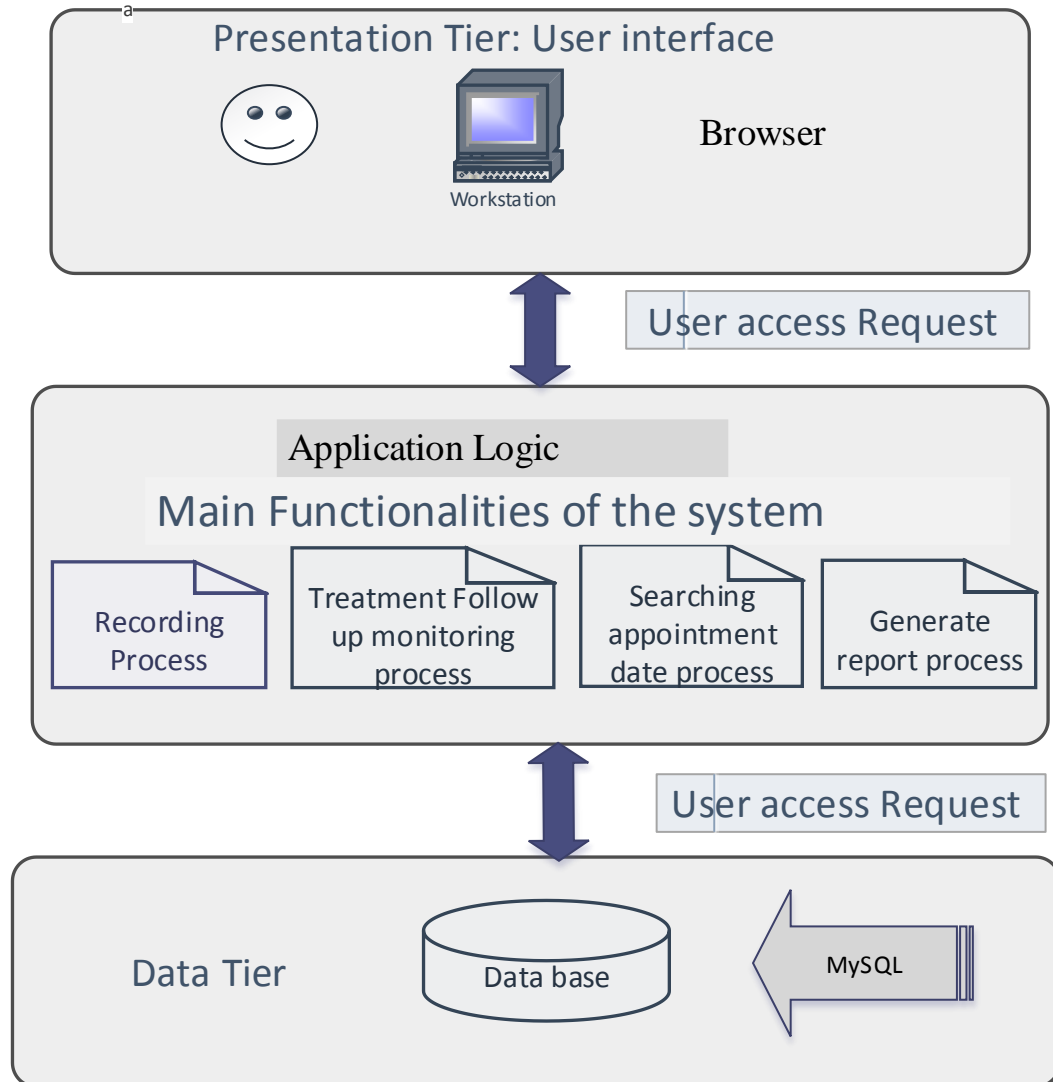 a
Presentation Tier: User interface
Browser
Workstation
User access Request
Application Logic
Main Functionalities of the system
Recording
Process
Treatment Follow
up monitoring
process
Searching
appointment
date process
Generate
report process
User access Request
Data Tier
Data base
MySQL